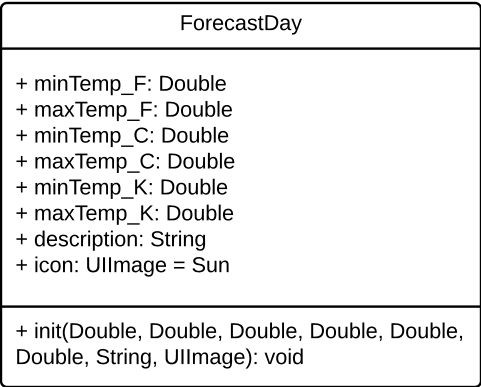 ForecastDay
+ minTemp_F: Double
+ maxTemp_F: Double
+ minTemp_C: Double
+ maxTemp_C: Double
+ minTemp_K: Double
+ maxTemp_K: Double
+ description: String
+ icon: UIImage = Sun
+ init(Double, Double, Double, Double, Double,
Double, String, UIImage): void